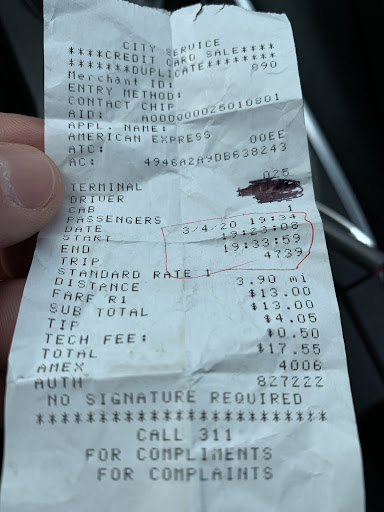 CITY SERVICE
****CREDIT CARD SALE****
*******DUPLICATE********
Merchant ID: 890
ENTRY METHOD:
CONTACT CHIP
AID: A000000025010801
APPL. NAME:
AMERICAN EXPRESS
ATC: 00EE
AC: 4946A2A9DB638243
TERMINAL 025
DRIVER
CAB 1
PASSENGERS
DATE 3/4/20 19:34
START 19:23:08
END 19:33:59
TRIP 4739
STANDARD RATE 1
DISTANCE 3.90 mi
FARE R1 $13.00
SUB TOTAL $13.00
TIP $4.05
TECH FEE: $0.50
TOTAL $17.55
AMEX 4006
AUTH 827222
NO SIGNATURE REQUIRED
************************
CALL 311
FOR COMPLIMENTS
FOR COMPLAINTS